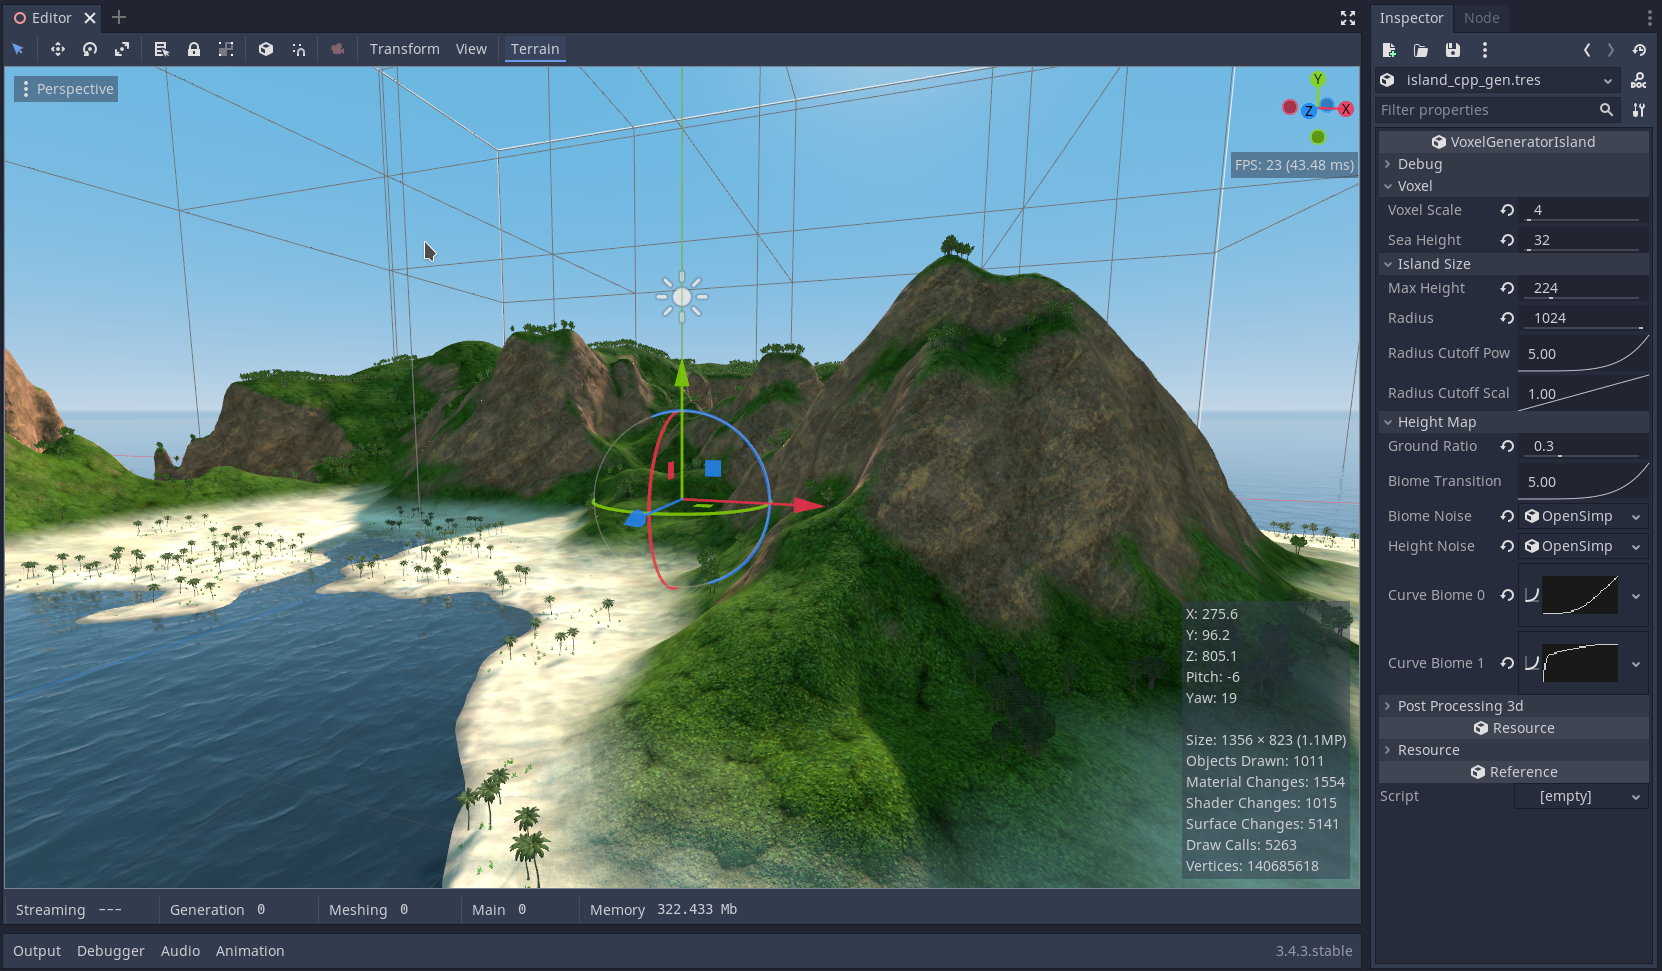 Editor
Transform View Terrain
Perspective
Y
Z
X
FPS: 23 (43.48 ms)
X: 275.6
Y: 96.2
Z: 805.1
Pitch: -6
Yaw: 19
Size: 1356 × 823 (1.1MP)
Objects Drawn: 1011
Material Changes: 1554
Shader Changes: 1015
Surface Changes: 5141
Draw Calls: 5263
Vertices: 140685618
Streaming --- Generation 0 Meshing 0 Main 0 Memory 322.433 Mb
Output Debugger Audio Animation 3.4.3.stable
Inspector Node
island_cpp_gen.tres
DOC
Filter properties
VoxelGeneratorIsland
Debug
Voxel
Voxel Scale 4
Sea Height 32
Island Size
Max Height 224
Radius 1024
Radius Cutoff Pow 5.00
Radius Cutoff Scal 1.00
Height Map
Ground Ratio 0.3
Biome Transition 5.00
Biome Noise OpenSimp
Height Noise OpenSimp
Curve Biome 0
Curve Biome 1
Post Processing 3d
Resource
Resource
Reference
Script [empty]